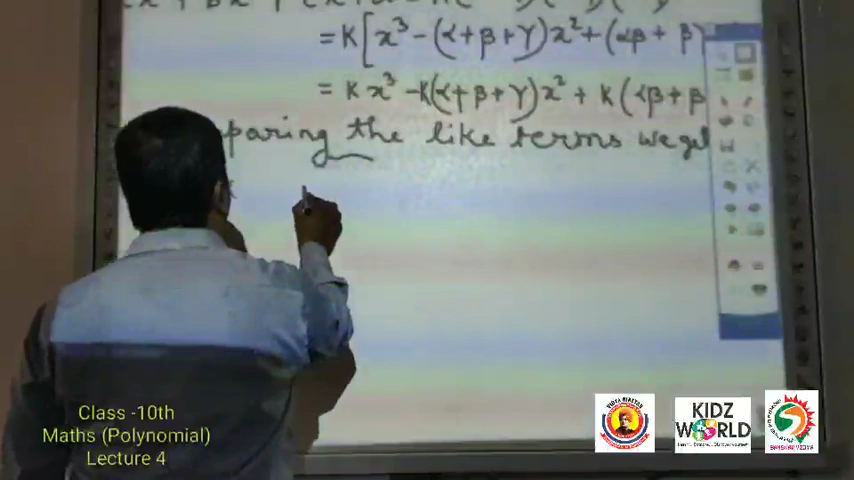 = K[x³ - (α + β + γ)x² + (αβ + β
= Kx³ - K(α + β + γ)x² + K(αβ + β
paring the like terms we get
Class -10th
Maths (Polynomial)
Lecture 4
KIDZ
WORLD